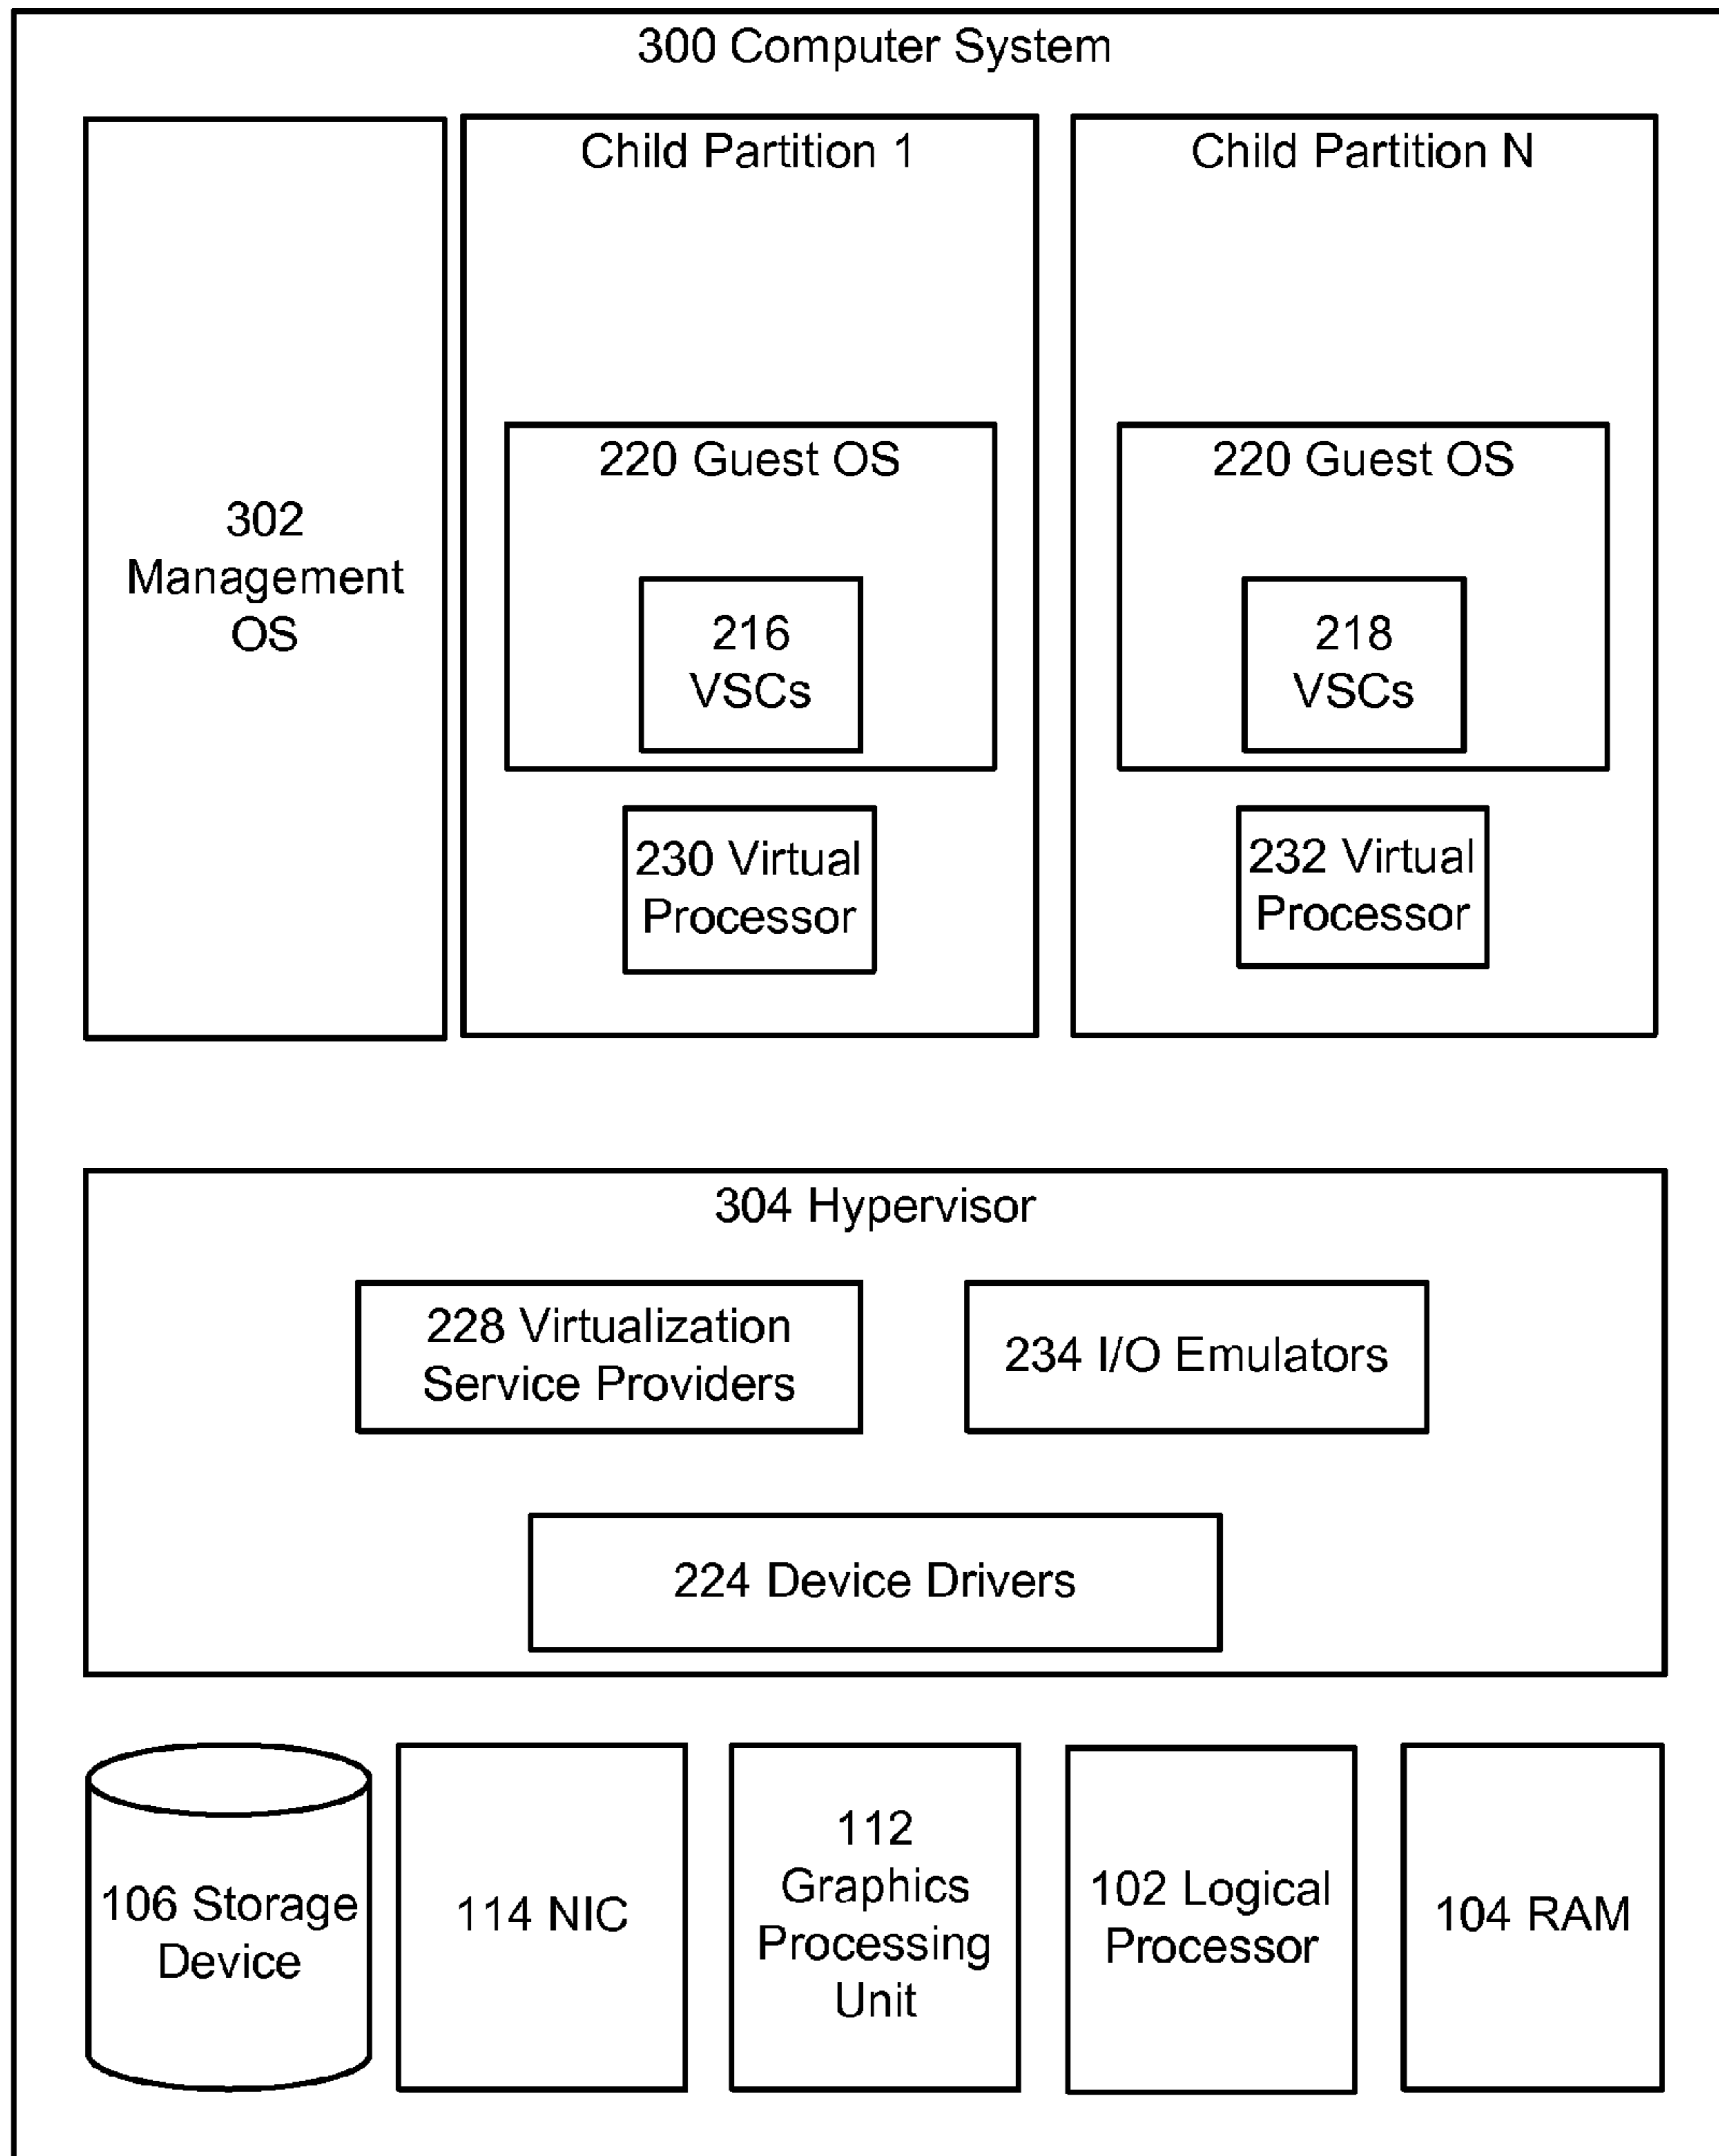 300 Computer System
302
Management
OS
Child Partition 1
220 Guest OS
216
VSCs
230 Virtual
Processor
Child Partition N
220 Guest OS
218
VSCs
232 Virtual
Processor
304 Hypervisor
228 Virtualization
Service Providers
234 I/O Emulators
224 Device Drivers
106 Storage
Device
114 NIC
112
Graphics
Processing
Unit
102 Logical
Processor
104 RAM